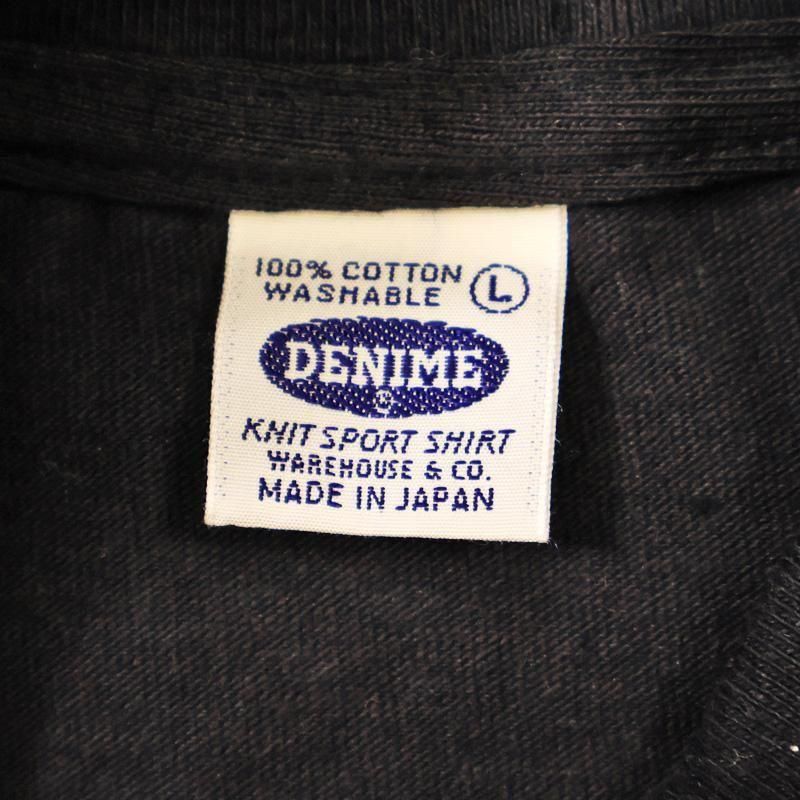 100% COTTON
WASHABLE
L
DENIME
KNIT SPORT SHIRT
WAREHOUSE & CO.
MADE IN JAPAN